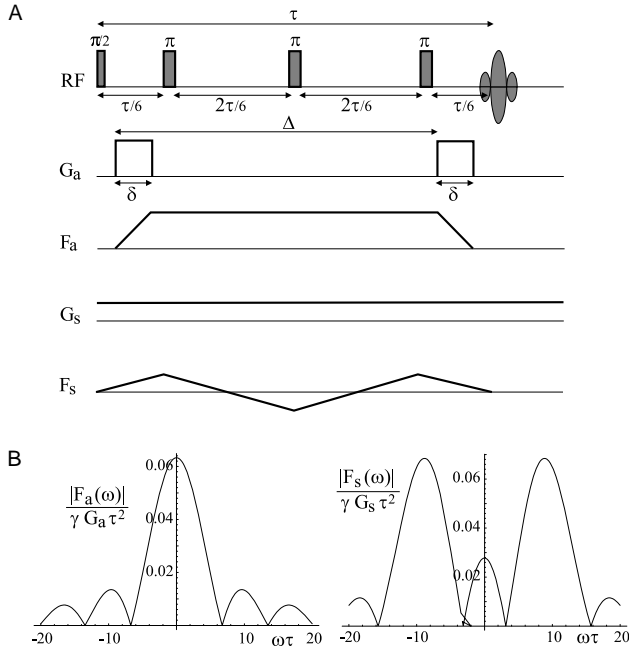 A
τ
π/2 π π π
RF
τ/6 2τ/6 2τ/6 τ/6
Δ
Ga
δ δ
Fa
Gs
Fs
B
|Fa(ω)|
γ Ga τ²
0.06
0.04
0.02
-20 -10 10 ωτ 20
|Fs(ω)|
γ Gs τ²
0.06
0.04
0.02
-20 -10 10 ωτ 20